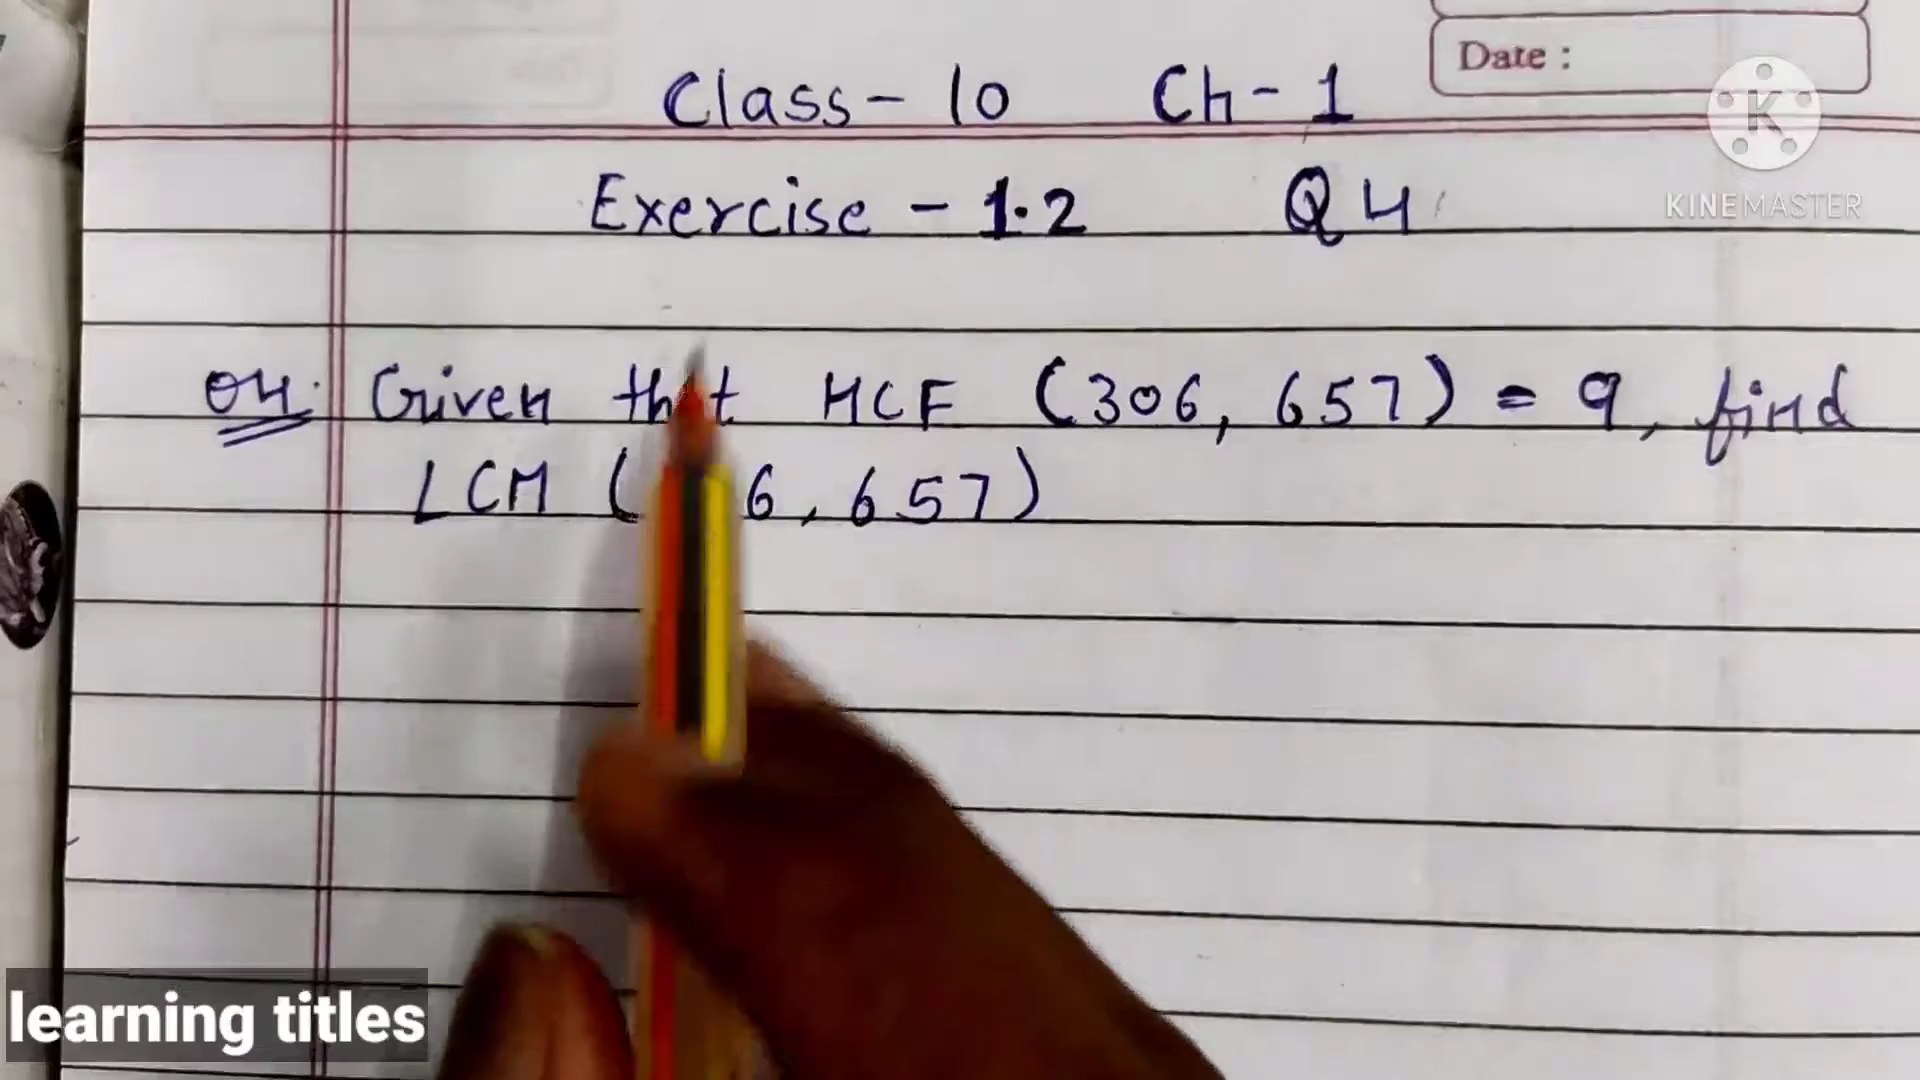 Date :
Class - 10 Ch - 1
K
KINEMASTER
Exercise - 1.2 Q4
Q4. Given that HCF (306, 657) = 9, find
LCM ( 6, 657)
learning titles